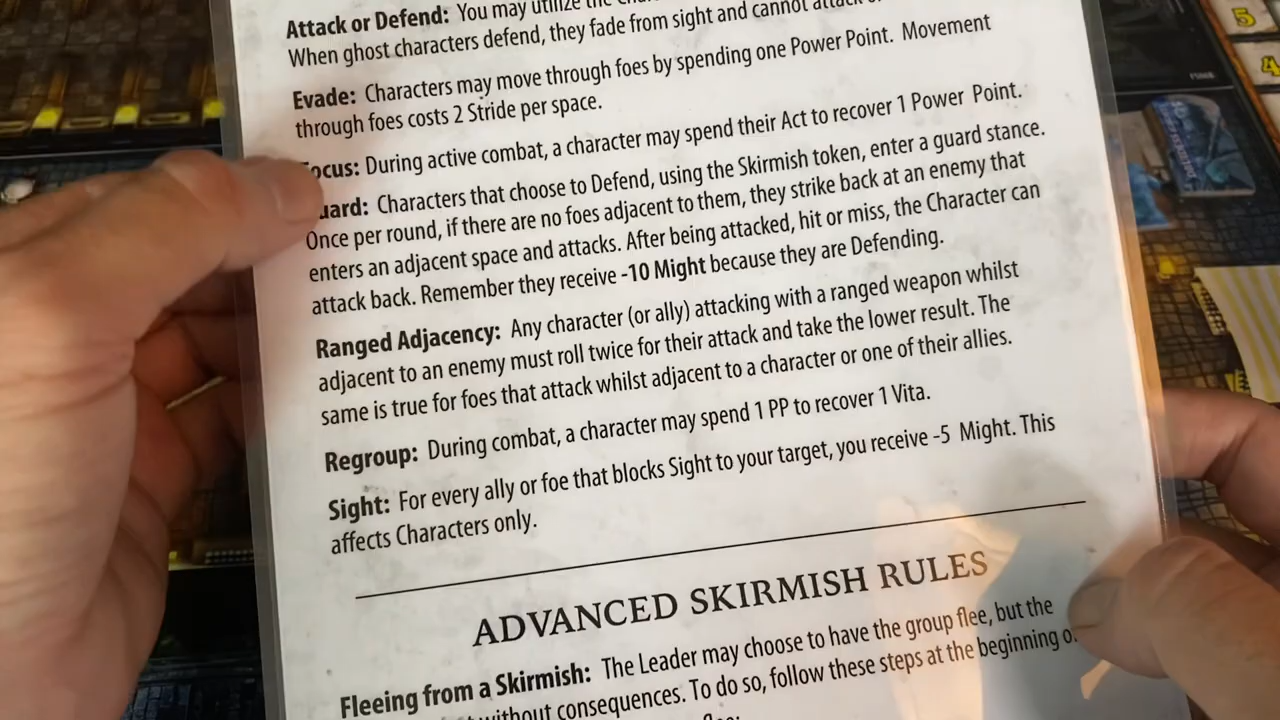 Attack or Defend: You may utilize the
When ghost characters defend, they fade from sight and cannot attack
Evade: Characters may move through foes by spending one Power Point. Movement
through foes costs 2 Stride per space.
ocus: During active combat, a character may spend their Act to recover 1 Power Point.
uard: Characters that choose to Defend, using the Skirmish token, enter a guard stance.
Once per round, if there are no foes adjacent to them, they strike back at an enemy that
enters an adjacent space and attacks. After being attacked, hit or miss, the Character can
attack back. Remember they receive -10 Might because they are Defending.
Ranged Adjacency: Any character (or ally) attacking with a ranged weapon whilst
adjacent to an enemy must roll twice for their attack and take the lower result. The
same is true for foes that attack whilst adjacent to a character or one of their allies.
Regroup: During combat, a character may spend 1 PP to recover 1 Vita.
Sight: For every ally or foe that blocks Sight to your target, you receive -5 Might. This
affects Characters only.
ADVANCED SKIRMISH RULES
Fleeing from a Skirmish: The Leader may choose to have the group flee, but the
without consequences. To do so, follow these steps at the beginning
5
4